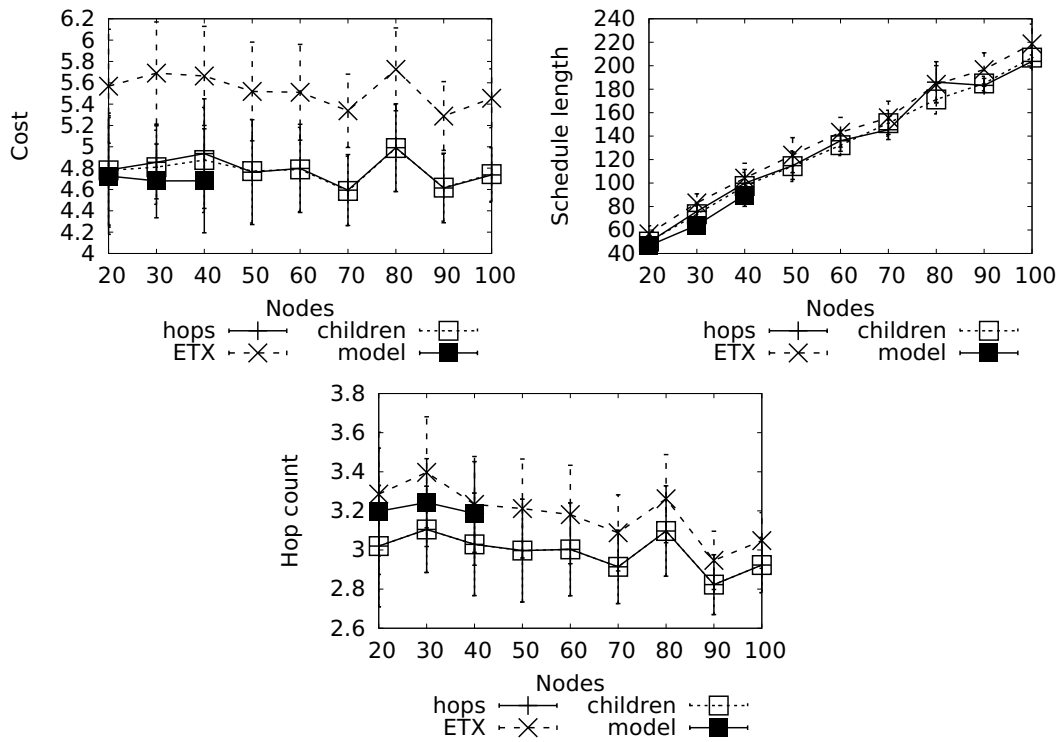 Cost
6.2
6
5.8
5.6
5.4
5.2
5
4.8
4.6
4.4
4.2
4
20 30 40 50 60 70 80 90 100
Nodes
hops children
ETX model
Schedule length
240
220
200
180
160
140
120
100
80
60
40
20 30 40 50 60 70 80 90 100
Nodes
hops children
ETX model
Hop count
3.8
3.6
3.4
3.2
3
2.8
2.6
20 30 40 50 60 70 80 90 100
Nodes
hops children
ETX model